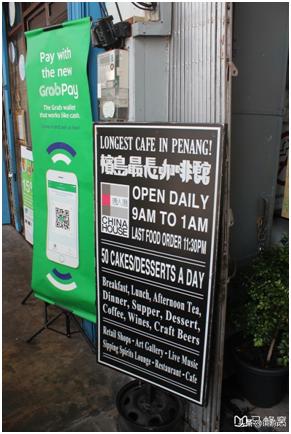 Pay with
the new
GrabPay
The Grab wallet
that works like cash.
LONGEST CAFE IN PENANG!
檳島最長咖啡館
唐人厝
CHINA
HOUSE
OPEN DAILY
9AM TO 1AM
LAST FOOD ORDER 11:30PM
50 CAKES/DESSERTS A DAY
Breakfast, Lunch, Afternoon Tea,
Dinner, Supper, Dessert,
Coffee, Wines, Craft Beers
Retail Shops • Art Gallery • Live Music
Sipping Spirits Lounge • Restaurant • Cafe